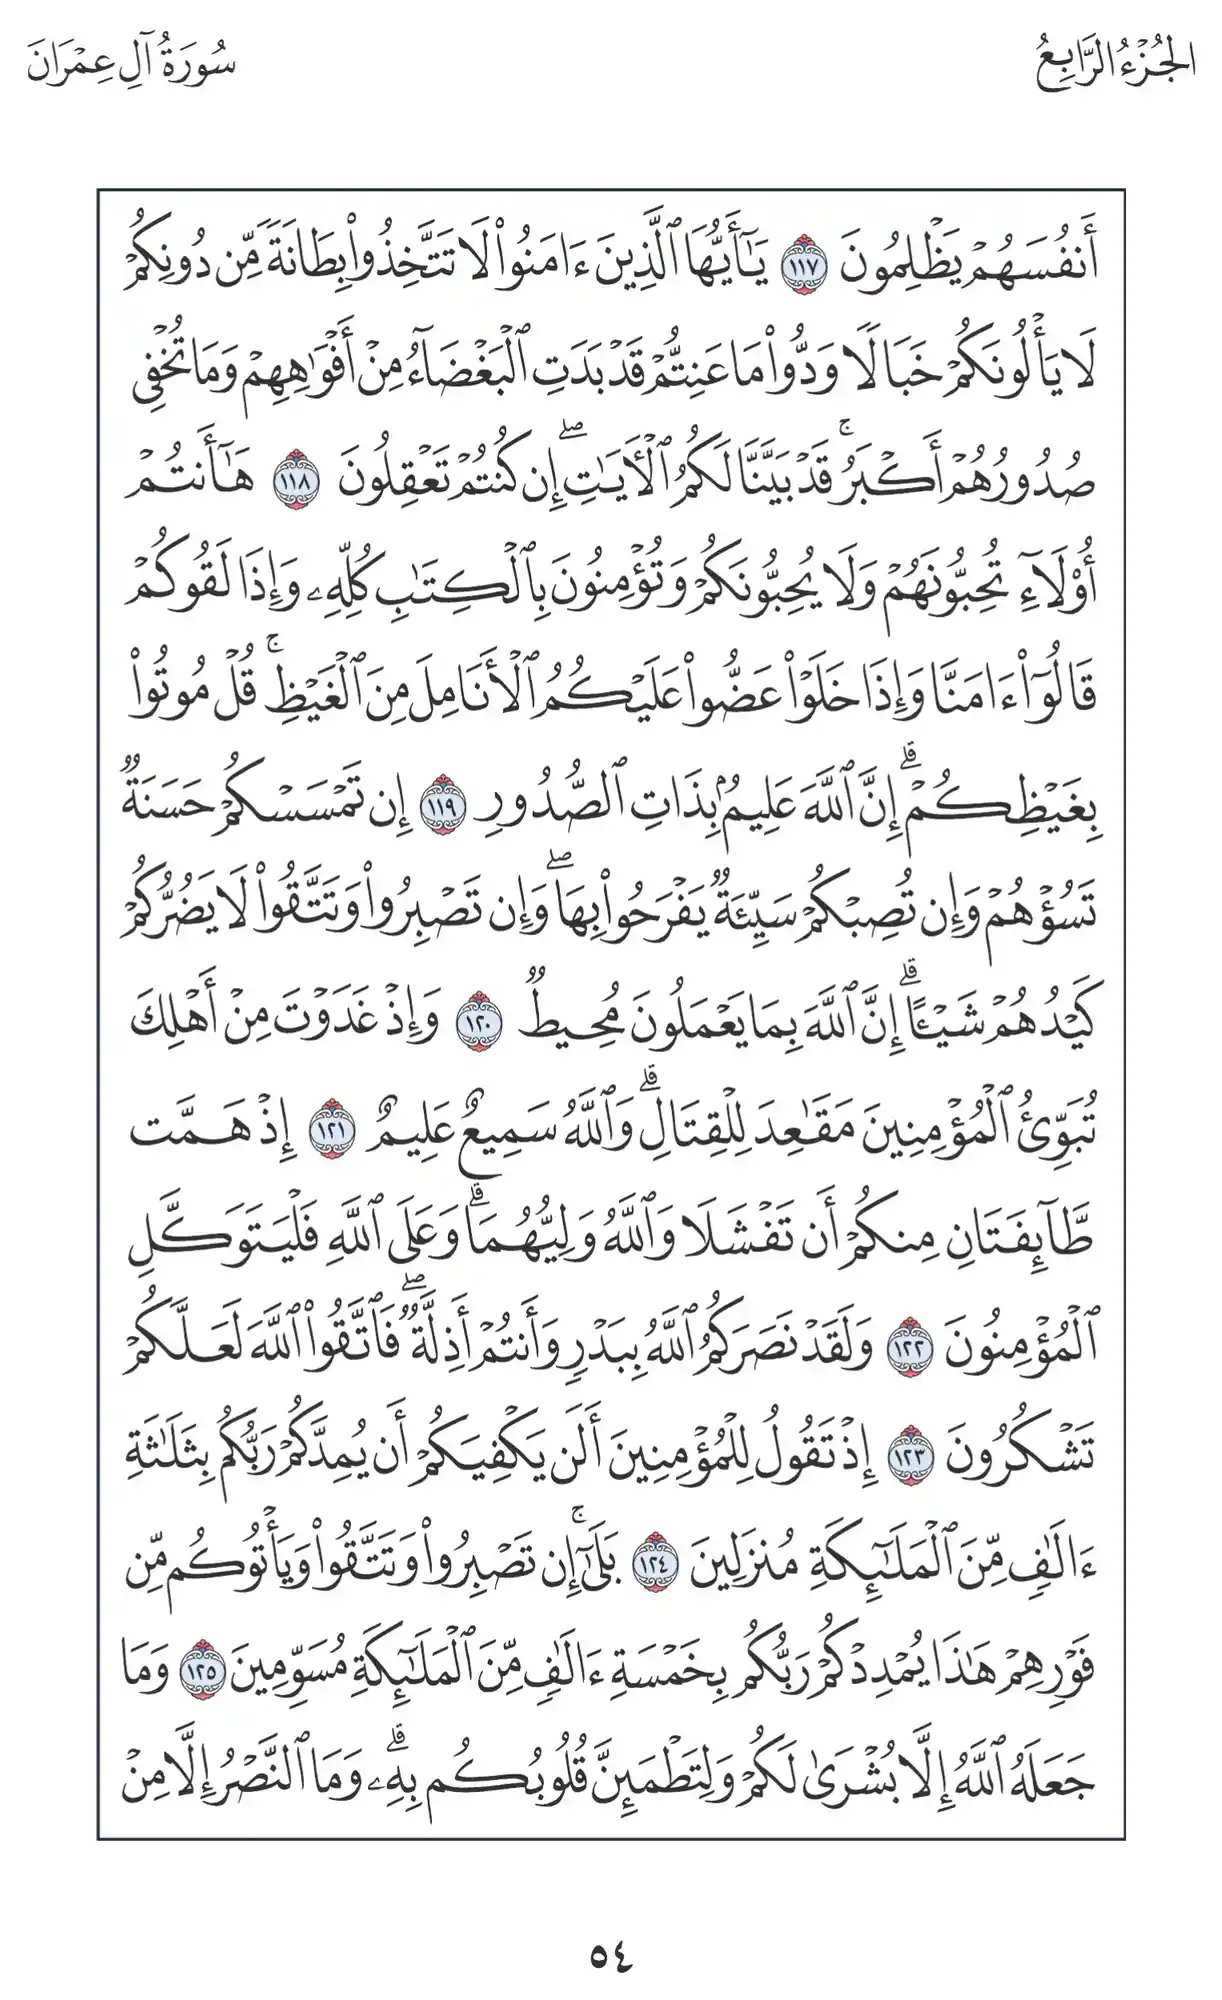 الجُزْءُ الرَّابِعُ
سُورَةُ آلِ عِمْرَانَ
أَنفُسَهُمْ يَظْلِمُونَ ١١٧ يَٰٓأَيُّهَا ٱلَّذِينَ ءَامَنُوا۟ لَا تَتَّخِذُوا۟ بِطَانَةً مِّن دُونِكُمْ
لَا يَأْلُونَكُمْ خَبَالًا وَدُّوا۟ مَا عَنِتُّمْ قَدْ بَدَتِ ٱلْبَغْضَآءُ مِنْ أَفْوَٰهِهِمْ وَمَا تُخْفِى
صُدُورُهُمْ أَكْبَرُ ۚ قَدْ بَيَّنَّا لَكُمُ ٱلْءَايَٰتِ ۖ إِن كُنتُمْ تَعْقِلُونَ ١١٨ هَٰٓأَنتُمْ
أُو۟لَآءِ تُحِبُّونَهُمْ وَلَا يُحِبُّونَكُمْ وَتُؤْمِنُونَ بِٱلْكِتَٰبِ كُلِّهِۦ وَإِذَا لَقُوكُمْ
قَالُوٓا۟ ءَامَنَّا وَإِذَا خَلَوْا۟ عَضُّوا۟ عَلَيْكُمُ ٱلْأَنَامِلَ مِنَ ٱلْغَيْظِ ۚ قُلْ مُوتُوا۟
بِغَيْظِكُمْ ۗ إِنَّ ٱللَّهَ عَلِيمٌۢ بِذَاتِ ٱلصُّدُورِ ١١٩ إِن تَمْسَسْكُمْ حَسَنَةٌ
تَسُؤْهُمْ وَإِن تُصِبْكُمْ سَيِّئَةٌ يَفْرَحُوا۟ بِهَا ۖ وَإِن تَصْبِرُوا۟ وَتَتَّقُوا۟ لَا يَضُرُّكُمْ
كَيْدُهُمْ شَيْـًٔا ۗ إِنَّ ٱللَّهَ بِمَا يَعْمَلُونَ مُحِيطٌ ١٢٠ وَإِذْ غَدَوْتَ مِنْ أَهْلِكَ
تُبَوِّئُ ٱلْمُؤْمِنِينَ مَقَٰعِدَ لِلْقِتَالِ ۗ وَٱللَّهُ سَمِيعٌ عَلِيمٌ ١٢١ إِذْ هَمَّت
طَّآئِفَتَانِ مِنكُمْ أَن تَفْشَلَا وَٱللَّهُ وَلِيُّهُمَا ۗ وَعَلَى ٱللَّهِ فَلْيَتَوَكَّلِ
ٱلْمُؤْمِنُونَ ١٢٢ وَلَقَدْ نَصَرَكُمُ ٱللَّهُ بِبَدْرٍ وَأَنتُمْ أَذِلَّةٌ ۖ فَٱتَّقُوا۟ ٱللَّهَ لَعَلَّكُمْ
تَشْكُرُونَ ١٢٣ إِذْ تَقُولُ لِلْمُؤْمِنِينَ أَلَن يَكْفِيَكُمْ أَن يُمِدَّكُمْ رَبُّكُم بِثَلَٰثَةِ
ءَالَٰفٍ مِّنَ ٱلْمَلَٰٓئِكَةِ مُنزَلِينَ ١٢٤ بَلَىٰٓ ۚ إِن تَصْبِرُوا۟ وَتَتَّقُوا۟ وَيَأْتُوكُم مِّن
فَوْرِهِمْ هَٰذَا يُمْدِدْكُمْ رَبُّكُم بِخَمْسَةِ ءَالَٰفٍ مِّنَ ٱلْمَلَٰٓئِكَةِ مُسَوِّمِينَ ١٢٥ وَمَا
جَعَلَهُ ٱللَّهُ إِلَّا بُشْرَىٰ لَكُمْ وَلِتَطْمَئِنَّ قُلُوبُكُم بِهِۦ ۗ وَمَا ٱلنَّصْرُ إِلَّا مِنْ
٥٤